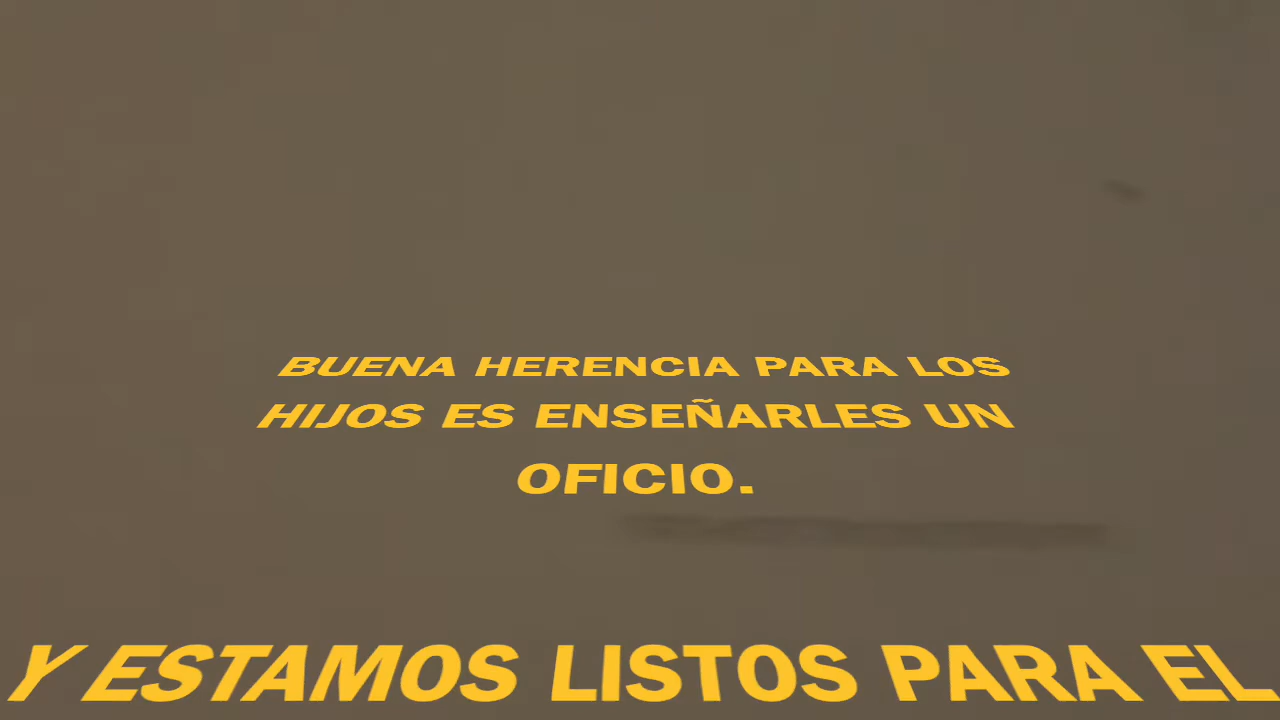 BUENA HERENCIA PARA LOS
HIJOS ES ENSEÑARLES UN
OFICIO.
Y ESTAMOS LISTOS PARA EL